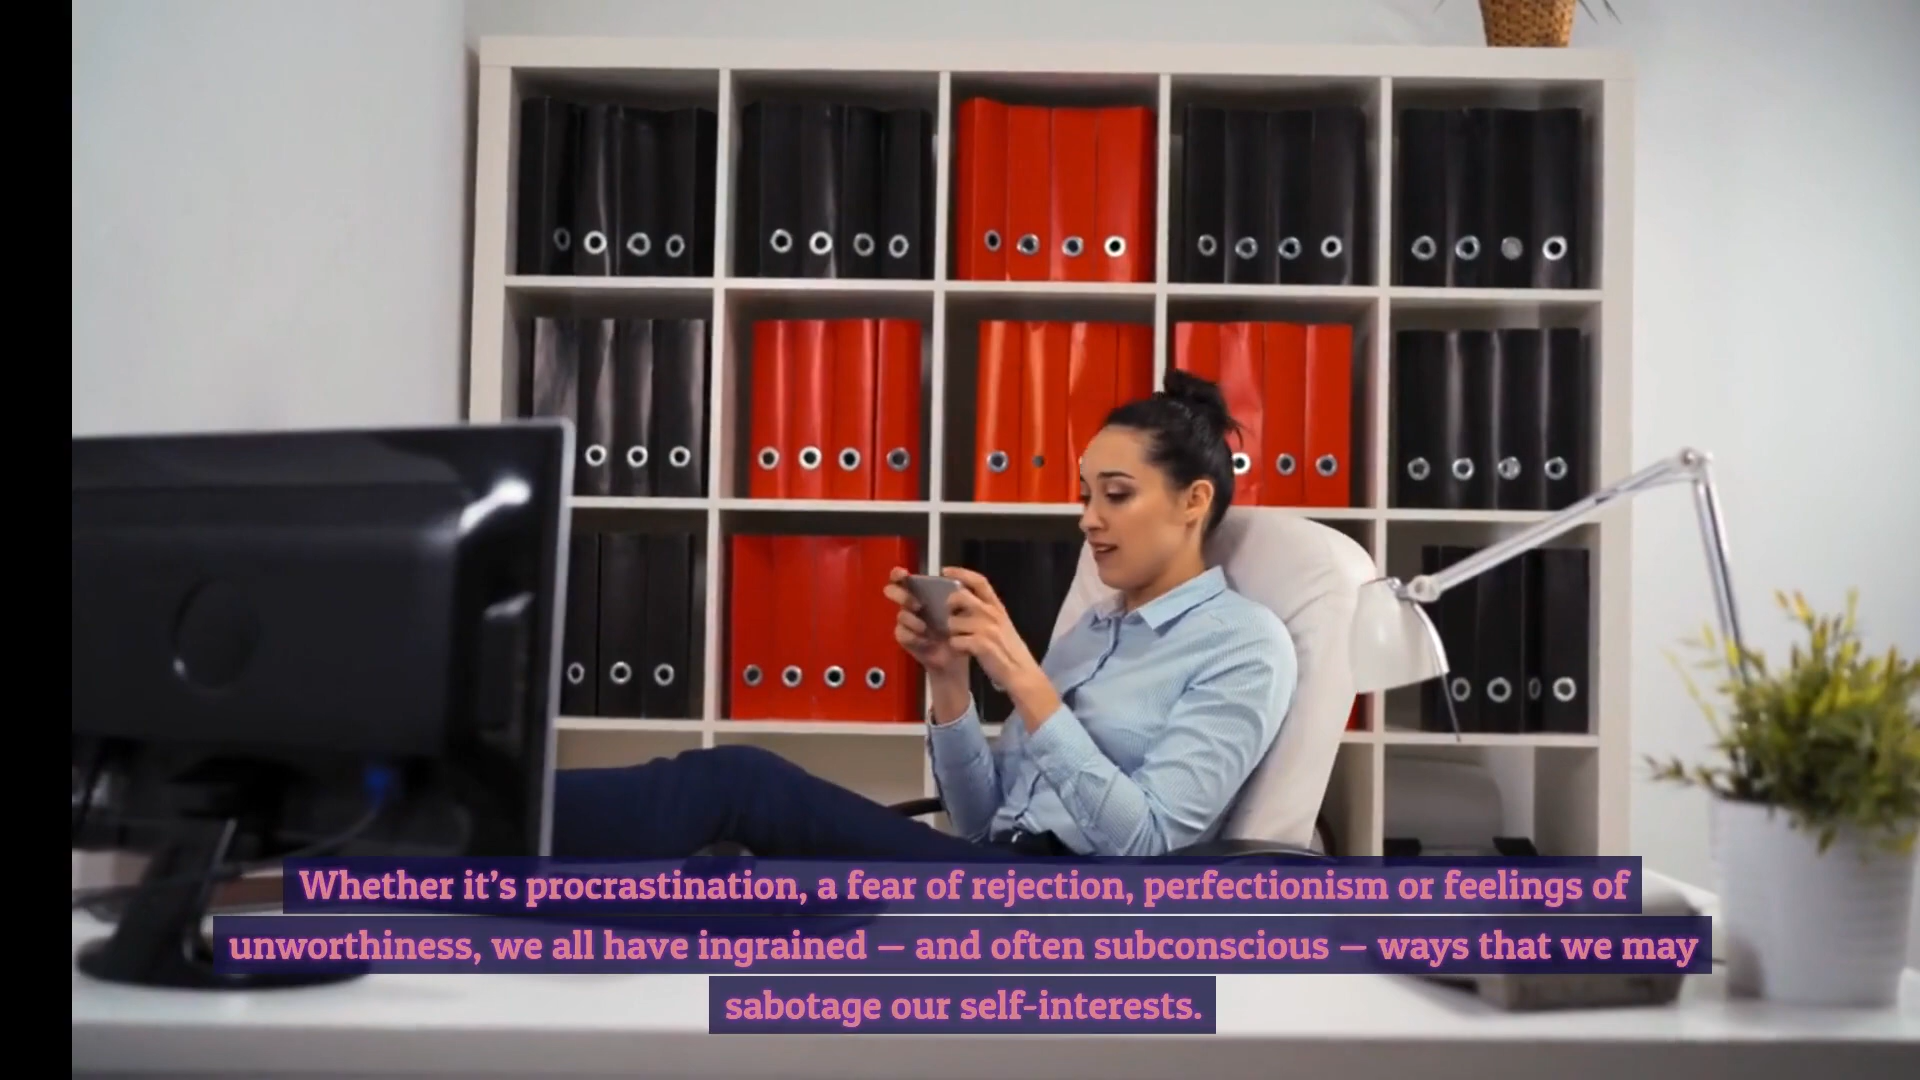 Whether it’s procrastination, a fear of rejection, perfectionism or feelings of
unworthiness, we all have ingrained — and often subconscious — ways that we may
sabotage our self-interests.